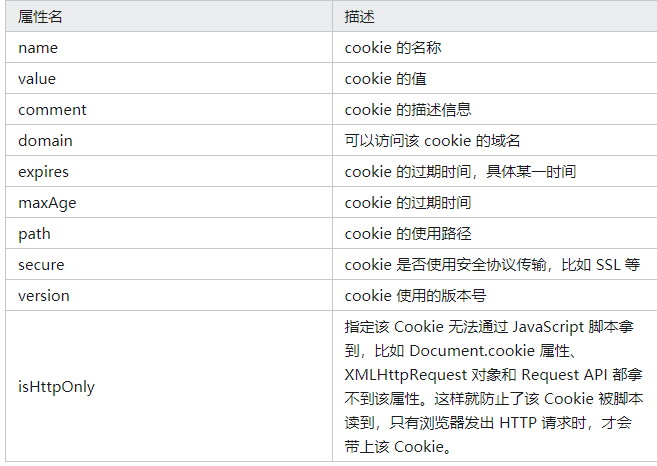 属性名 描述
name cookie 的名称
value cookie 的值
comment cookie 的描述信息
domain 可以访问该 cookie 的域名
expires cookie 的过期时间，具体某一时间
maxAge cookie 的过期时间
path cookie 的使用路径
secure cookie 是否使用安全协议传输，比如 SSL 等
version cookie 使用的版本号
isHttpOnly
指定该 Cookie 无法通过 JavaScript 脚本拿
到，比如 Document.cookie 属性、
XMLHttpRequest 对象和 Request API 都拿
不到该属性。这样就防止了该 Cookie 被脚本
读到，只有浏览器发出 HTTP 请求时，才会
带上该 Cookie。